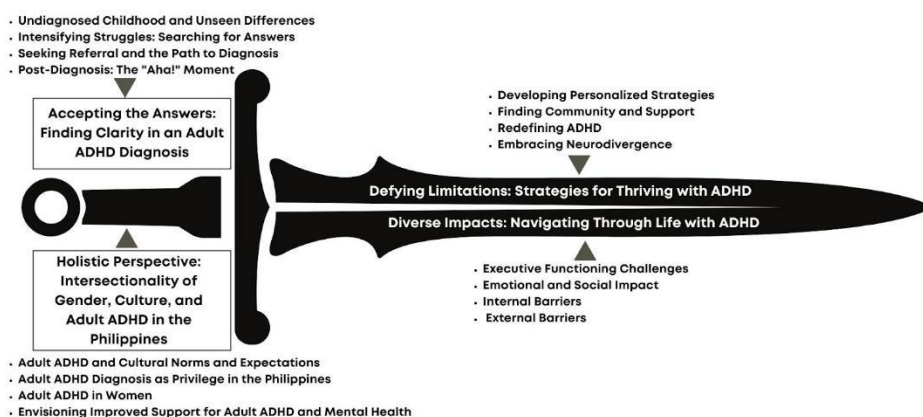 • Undiagnosed Childhood and Unseen Differences
• Intensifying Struggles: Searching for Answers
• Seeking Referral and the Path to Diagnosis
• Post-Diagnosis: The "Aha!" Moment
Accepting the Answers:
Finding Clarity in an Adult
ADHD Diagnosis
• Developing Personalized Strategies
• Finding Community and Support
• Redefining ADHD
• Embracing Neurodivergence
Defying Limitations: Strategies for Thriving with ADHD
Diverse Impacts: Navigating Through Life with ADHD
Holistic Perspective:
Intersectionality of
Gender, Culture, and
Adult ADHD in the
Philippines
• Executive Functioning Challenges
• Emotional and Social Impact
• Internal Barriers
• External Barriers
• Adult ADHD and Cultural Norms and Expectations
• Adult ADHD Diagnosis as Privilege in the Philippines
• Adult ADHD in Women
• Envisioning Improved Support for Adult ADHD and Mental Health